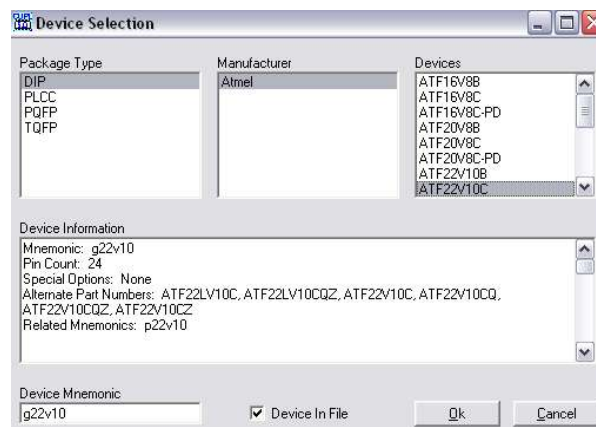 Device Selection
Package Type
DIP
PLCC
PQFP
TQFP
Manufacturer
Atmel
Devices
ATF16V8B
ATF16V8C
ATF16V8C-PD
ATF20V8B
ATF20V8C
ATF20V8C-PD
ATF22V10B
ATF22V10C
Device Information
Mnemonic: g22v10
Pin Count: 24
Special Options: None
Alternate Part Numbers: ATF22LV10C, ATF22LV10CQZ, ATF22V10C, ATF22V10CQ,
ATF22V10CQZ, ATF22V10CZ
Related Mnemonics: p22v10
Device Mnemonic
g22v10
Device In File
Ok
Cancel